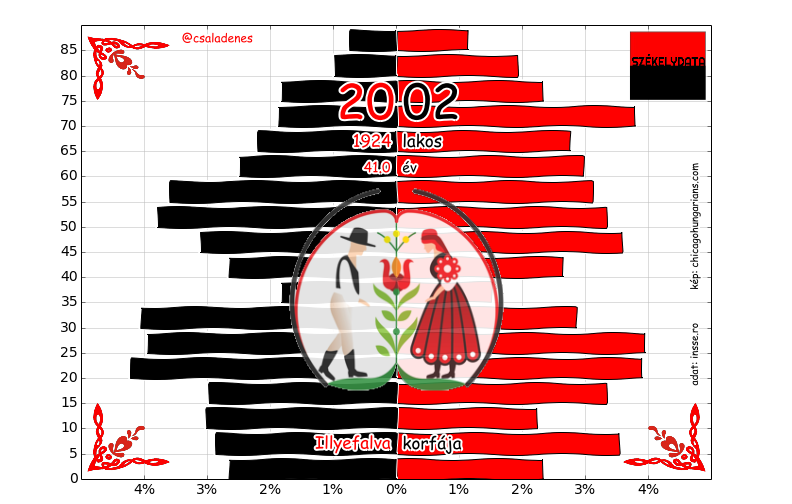 @csaladenes
SZÉKELYDATA
2002
1924 lakos
41,0 év
kép: chicagohungarians.com
adat: insse.ro
Illyefalva korfája
85
80
75
70
65
60
55
50
45
40
35
30
25
20
15
10
5
0
4% 3% 2% 1% 0% 1% 2% 3% 4%